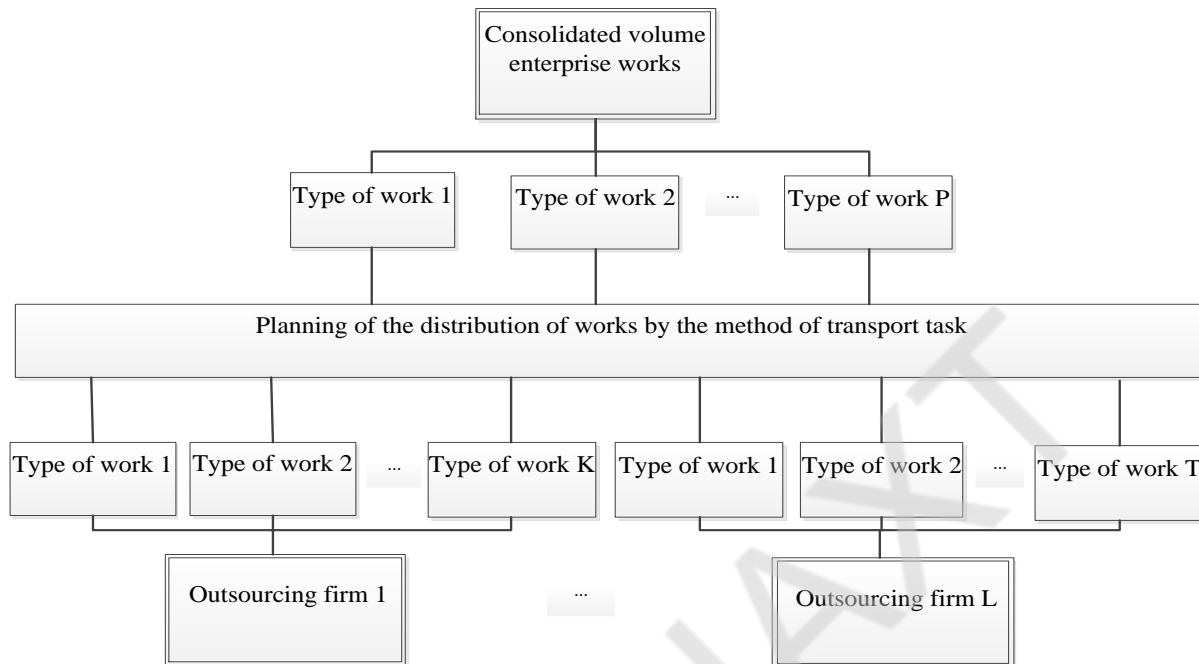 Consolidated volume
enterprise works
Type of work 1
Type of work 2
...
Type of work P
Planning of the distribution of works by the method of transport task
Type of work 1
Type of work 2
...
Type of work K
Type of work 1
Type of work 2
...
Type of work T
Outsourcing firm 1
...
Outsourcing firm L